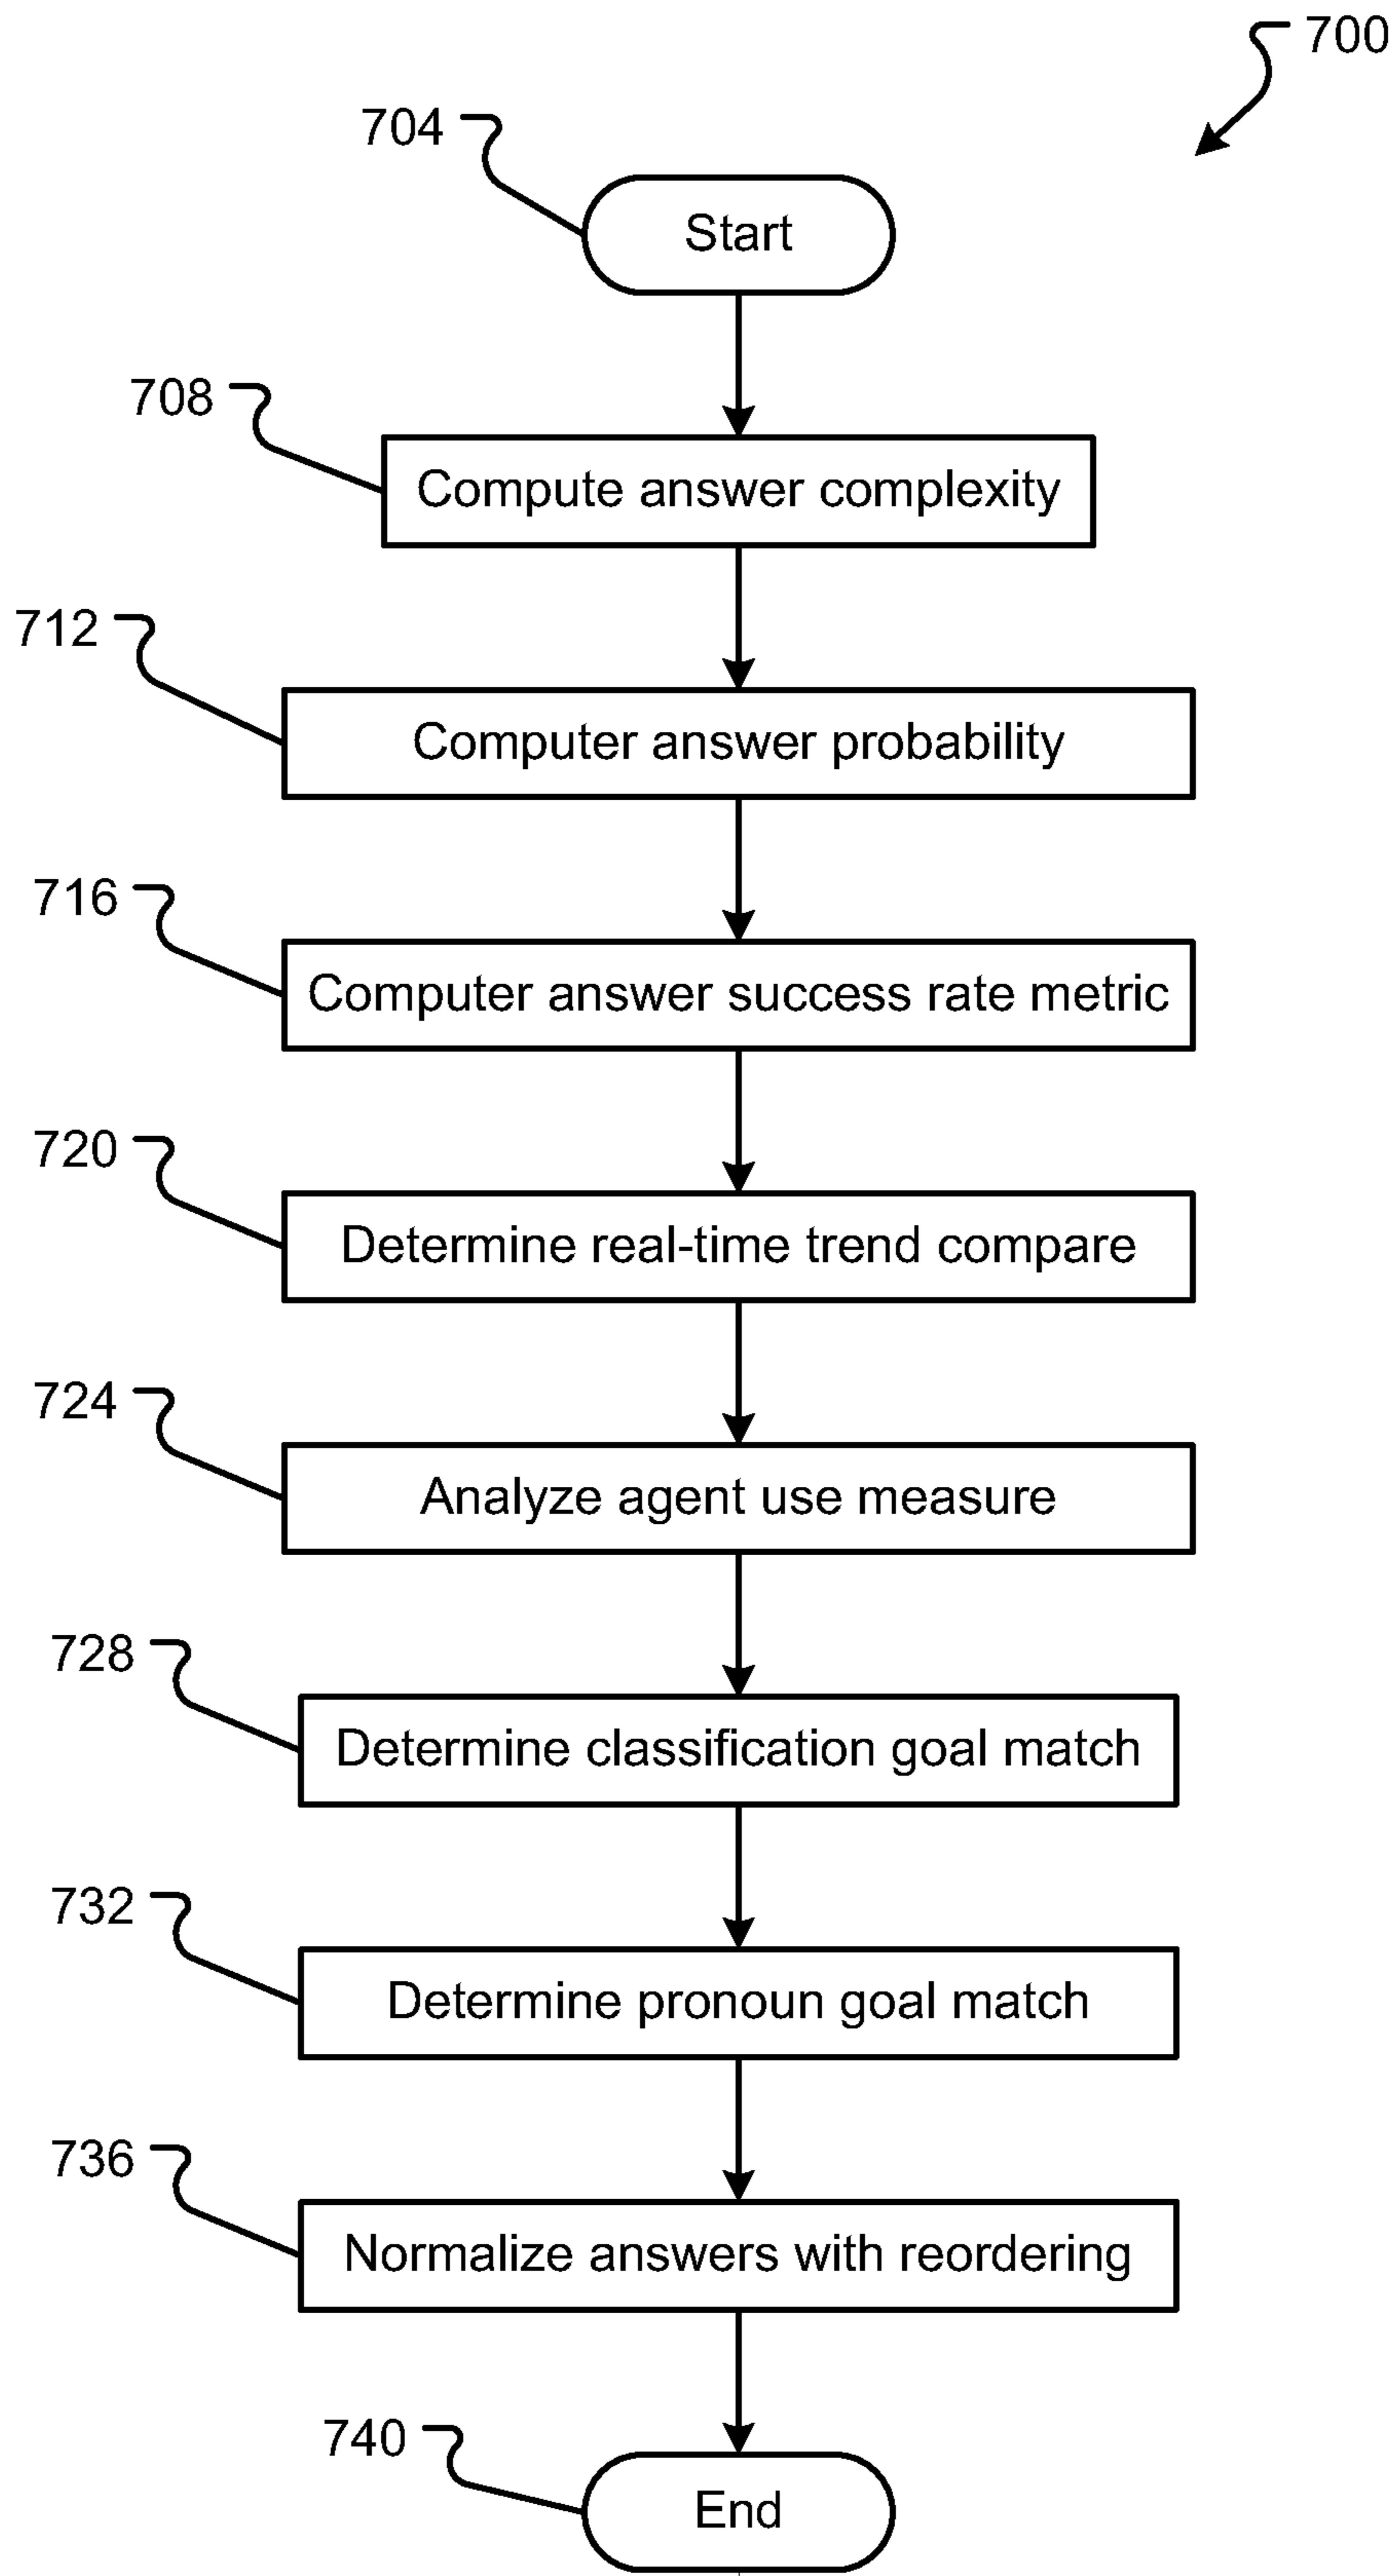 700
704
Start
708
Compute answer complexity
712
Computer answer probability
716
Computer answer success rate metric
720
Determine real-time trend compare
724
Analyze agent use measure
728
Determine classification goal match
732
Determine pronoun goal match
736
Normalize answers with reordering
740
End